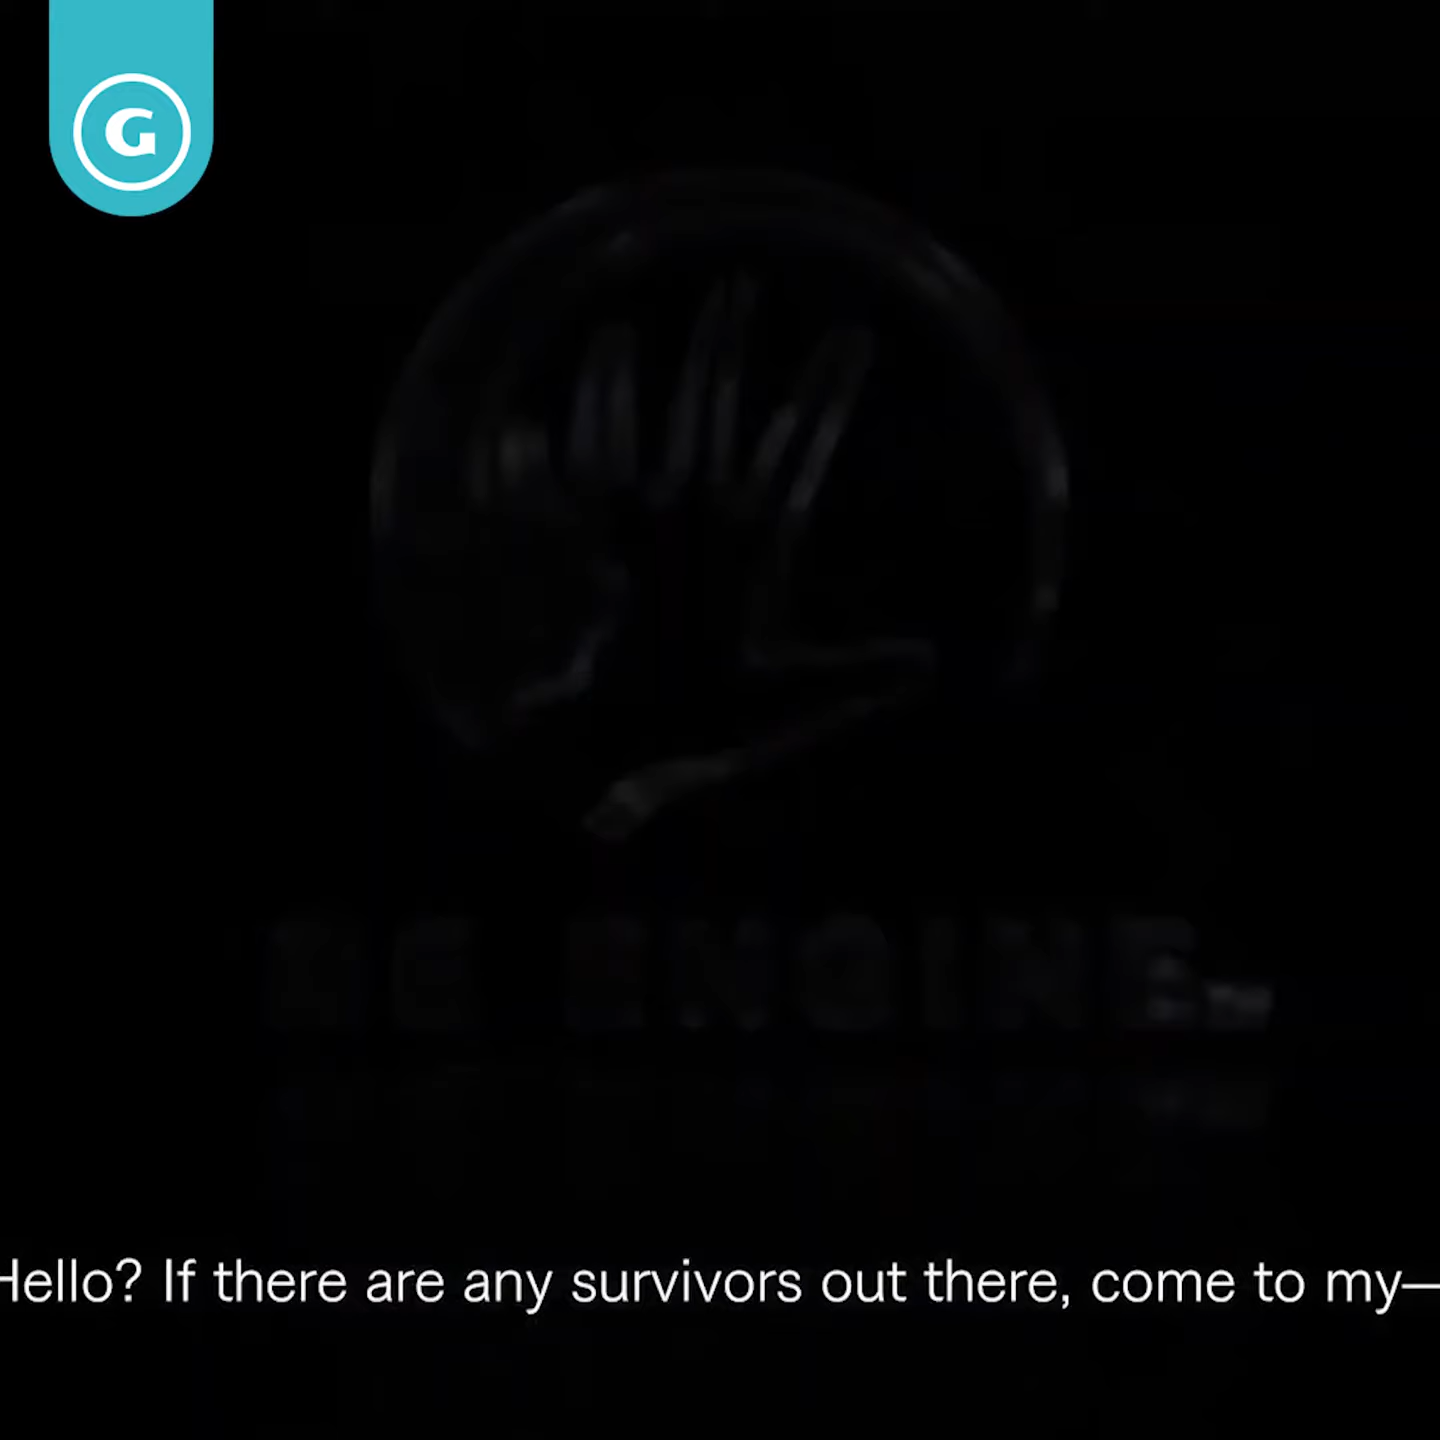 G
RE ENGINE
Hello? If there are any survivors out there, come to my—